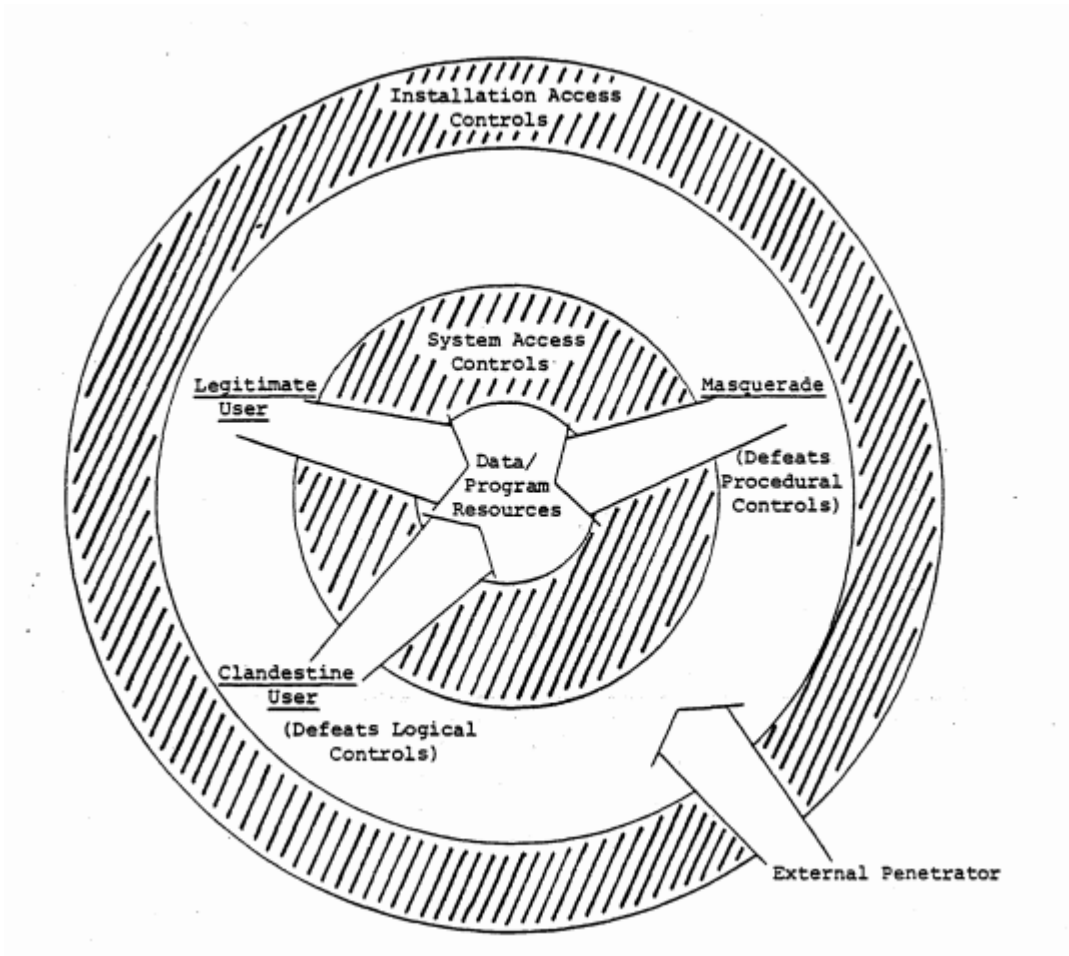 Installation Access
Controls
System Access
Controls
Legitimate
User
Masquerade
Data/
Program
Resources
(Defeats
Procedural
Controls)
Clandestine
User
(Defeats Logical
Controls)
External Penetrator